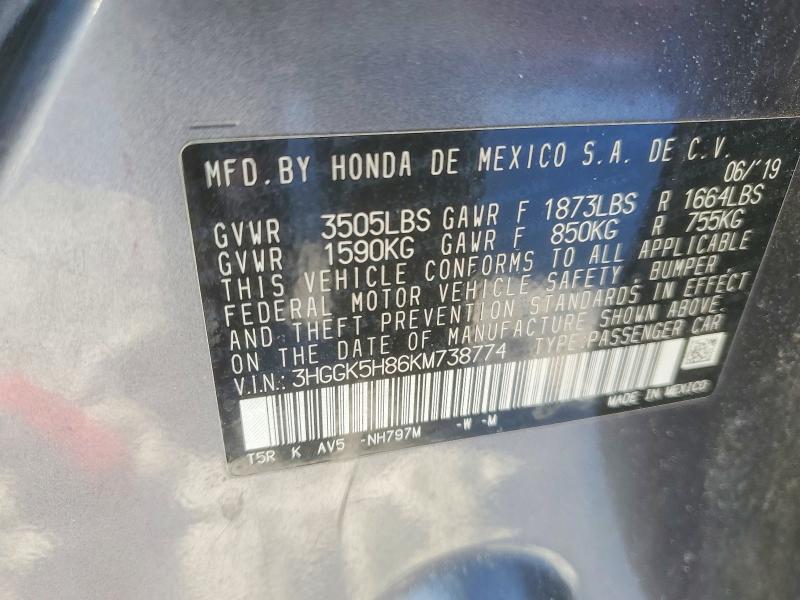 MFD. BY HONDA DE MEXICO S.A. DE C.V.
06/'19
GVWR 3505LBS GAWR F 1873LBS R 1664LBS
GVWR 1590KG GAWR F 850KG R 755KG
THIS VEHICLE CONFORMS TO ALL APPLICABLE
FEDERAL MOTOR VEHICLE SAFETY, BUMPER,
AND THEFT PREVENTION STANDARDS IN EFFECT
ON THE DATE OF MANUFACTURE SHOWN ABOVE.
V.I.N.: 3HGGK5H86KM738774 TYPE:PASSENGER CAR
MADE IN MEXICO
T5R K AV5 -NH797M -W -M